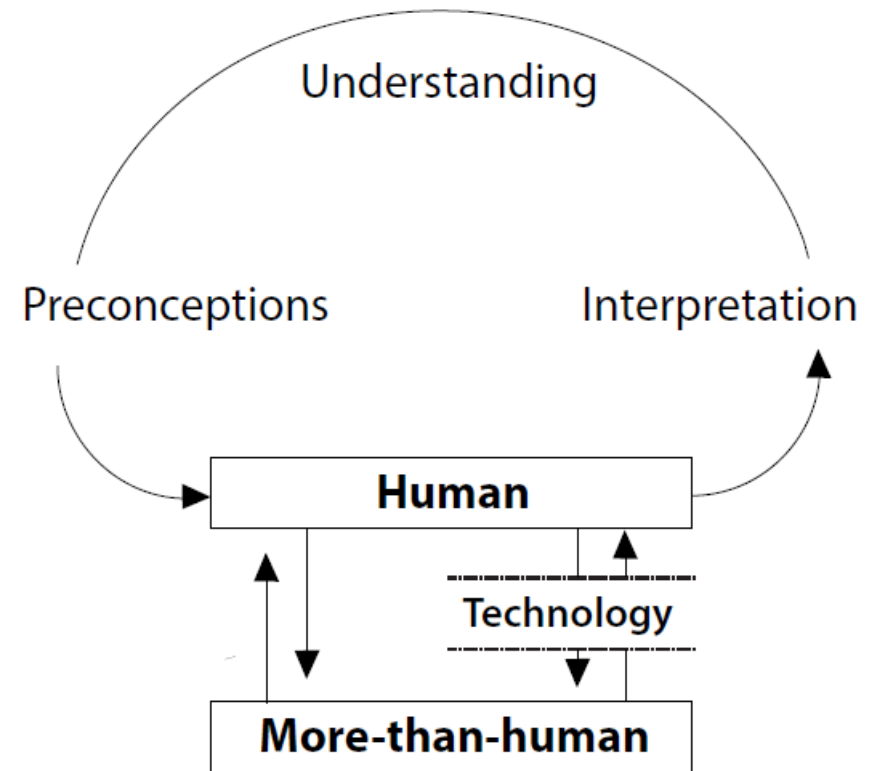 Understanding
Preconceptions
Interpretation
Human
Technology
More-than-human